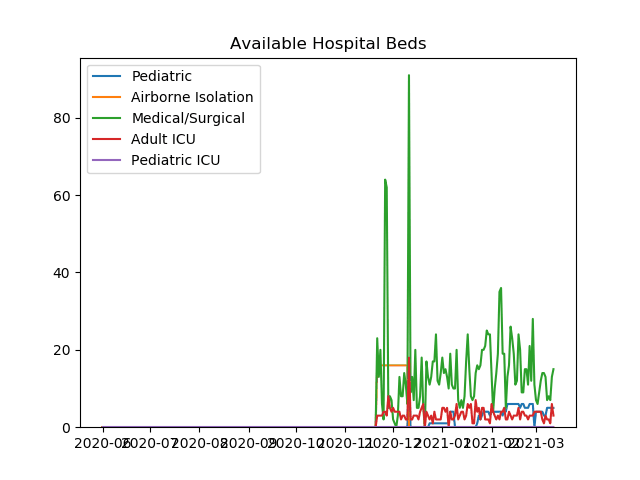 Available Hospital Beds
Pediatric
Airborne Isolation
Medical/Surgical
Adult ICU
Pediatric ICU
80
60
40
20
0
2020-06 2020-07 2020-08 2020-09 2020-10 2020-11 2020-12 2021-01 2021-02 2021-03